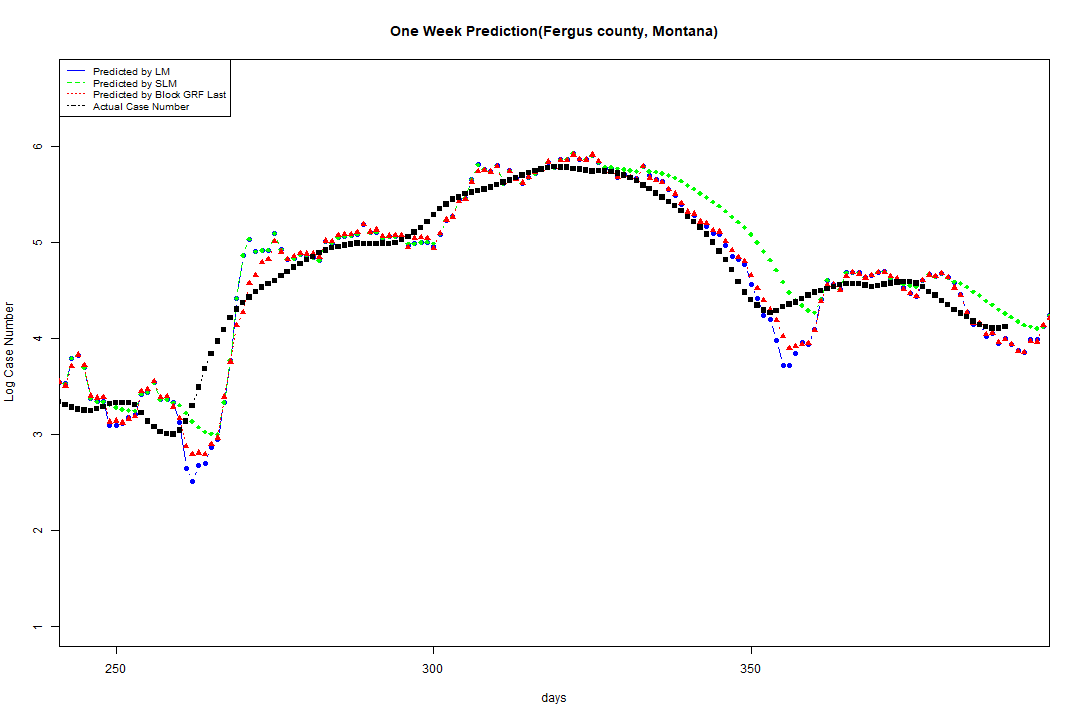 One Week Prediction(Fergus county, Montana)
Predicted by LM
Predicted by SLM
Predicted by Block GRF Last
Actual Case Number
6
5
4
3
2
1
Log Case Number
250 300 350
days